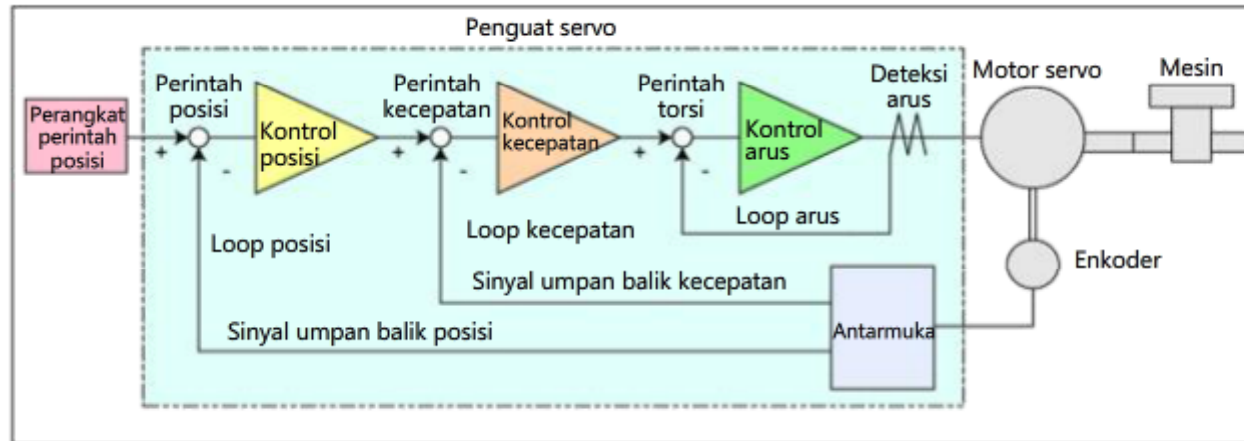 Penguat servo
Perangkat
perintah
posisi
Perintah
posisi
+
-
Kontrol
posisi
Perintah
kecepatan
+
-
Kontrol
kecepatan
Perintah
torsi
+
-
Kontrol
arus
Deteksi
arus
Motor servo
Mesin
Loop posisi
Loop kecepatan
Loop arus
Sinyal umpan balik kecepatan
Sinyal umpan balik posisi
Antarmuka
Enkoder